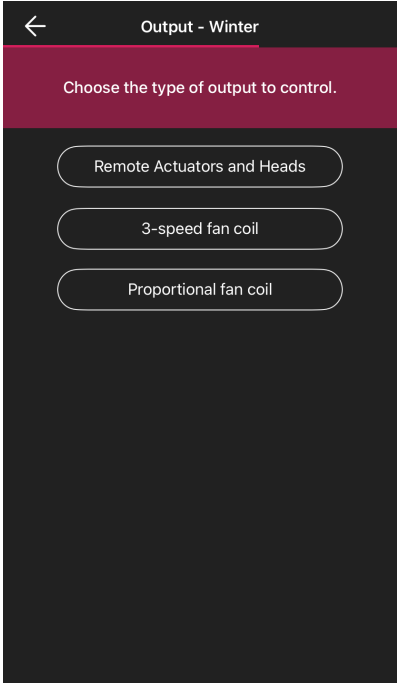 Output - Winter
Choose the type of output to control.
Remote Actuators and Heads
3-speed fan coil
Proportional fan coil